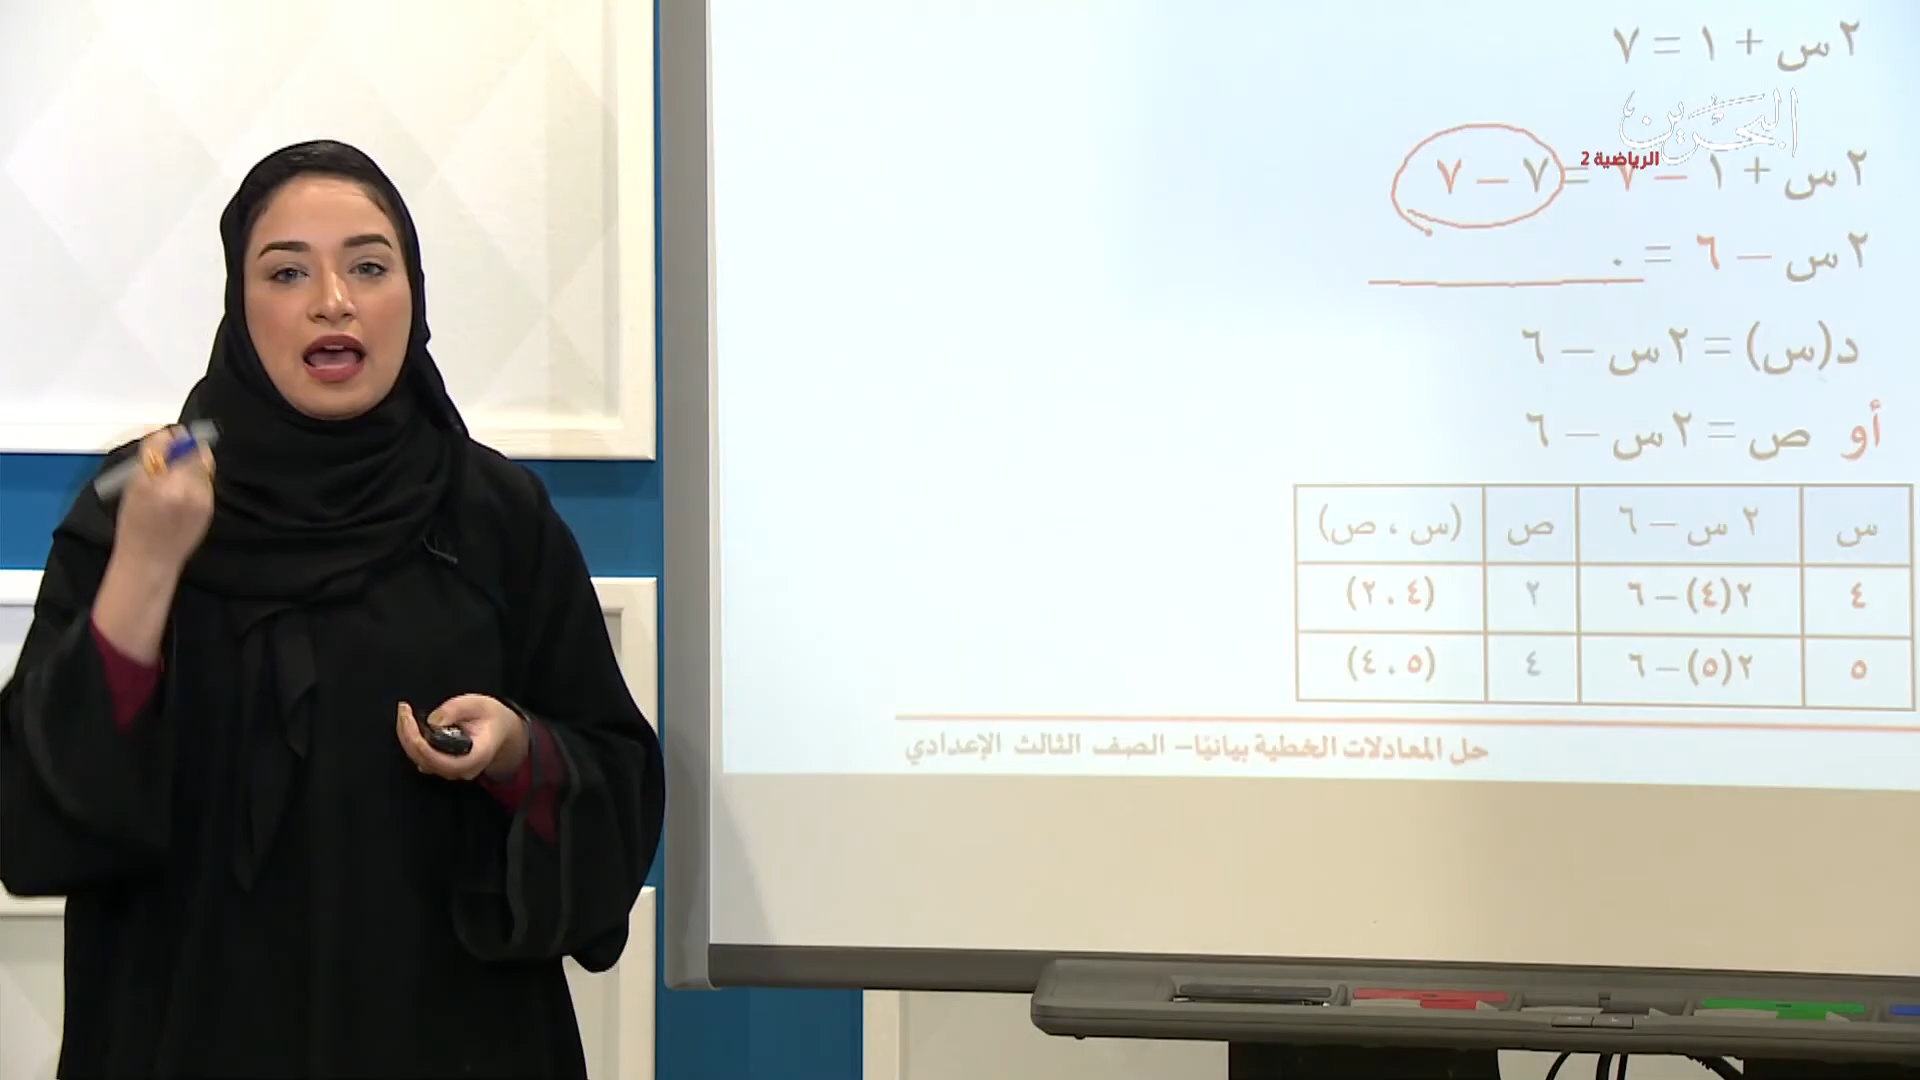 ٢س + ١ = ٧
البحرين
الرياضية 2
٢س + ١ – ٧ = ٧ – ٧
٢س – ٦ = ٠
د(س) = ٢س – ٦
أو ص = ٢س – ٦
س ٢ س – ٦ ص (س ، ص)
٤ ٢(٤) – ٦ ٢ (٤ ، ٢)
٥ ٢(٥) – ٦ ٤ (٥ ، ٤)
حل المعادلات الخطية بيانيًا– الصف الثالث الإعدادي